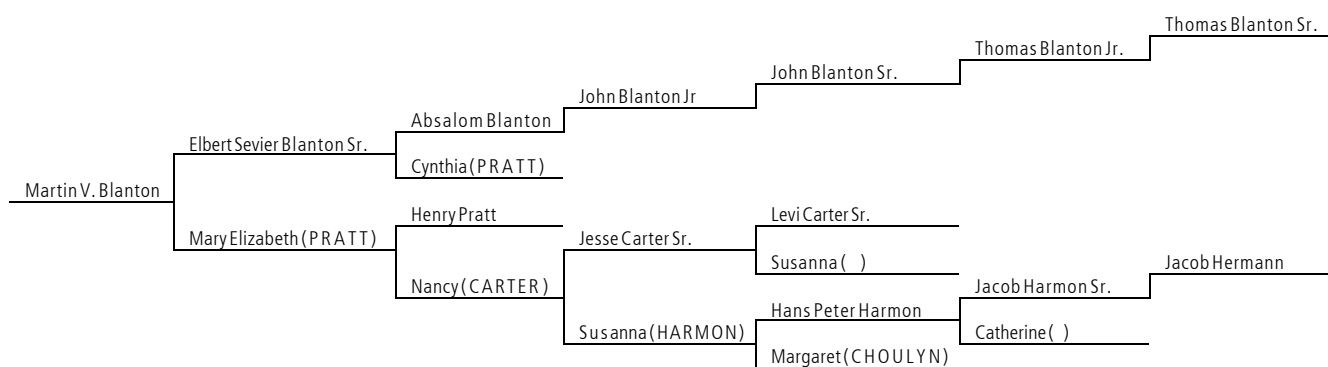 Thomas Blanton Sr.
Thomas Blanton Jr.
John Blanton Sr.
John Blanton Jr
Absalom Blanton
Elbert Sevier Blanton Sr.
Cynthia (PRATT)
Martin V. Blanton
Henry Pratt
Levi Carter Sr.
Mary Elizabeth (PRATT)
Jesse Carter Sr.
Susanna ( )
Jacob Hermann
Nancy (CARTER)
Jacob Harmon Sr.
Hans Peter Harmon
Susanna (HARMON)
Catherine ( )
Margaret (CHOULYN)